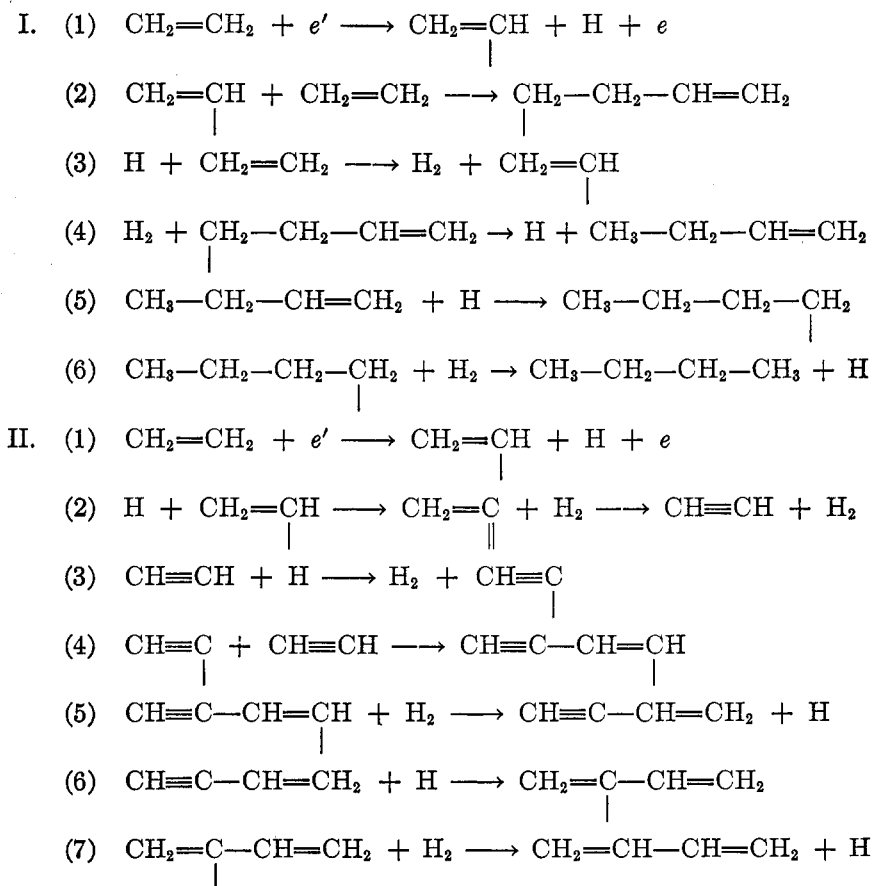 I. (1) CH₂=CH₂ + e′ ⟶ CH₂=CH + H + e
|
(2) CH₂=CH + CH₂=CH₂ ⟶ CH₂—CH₂—CH=CH₂
| |
(3) H + CH₂=CH₂ ⟶ H₂ + CH₂=CH
|
(4) H₂ + CH₂—CH₂—CH=CH₂ → H + CH₃—CH₂—CH=CH₂
|
(5) CH₃—CH₂—CH=CH₂ + H ⟶ CH₃—CH₂—CH₂—CH₂
|
(6) CH₃—CH₂—CH₂—CH₂ + H₂ → CH₃—CH₂—CH₂—CH₃ + H
|
II. (1) CH₂=CH₂ + e′ ⟶ CH₂=CH + H + e
|
(2) H + CH₂=CH ⟶ CH₂=C + H₂ ⟶ CH≡CH + H₂
| ||
(3) CH≡CH + H ⟶ H₂ + CH≡C
|
(4) CH≡C + CH≡CH ⟶ CH≡C—CH=CH
| |
(5) CH≡C—CH=CH + H₂ ⟶ CH≡C—CH=CH₂ + H
|
(6) CH≡C—CH=CH₂ + H ⟶ CH₂=C—CH=CH₂
|
(7) CH₂=C—CH=CH₂ + H₂ ⟶ CH₂=CH—CH=CH₂ + H
|